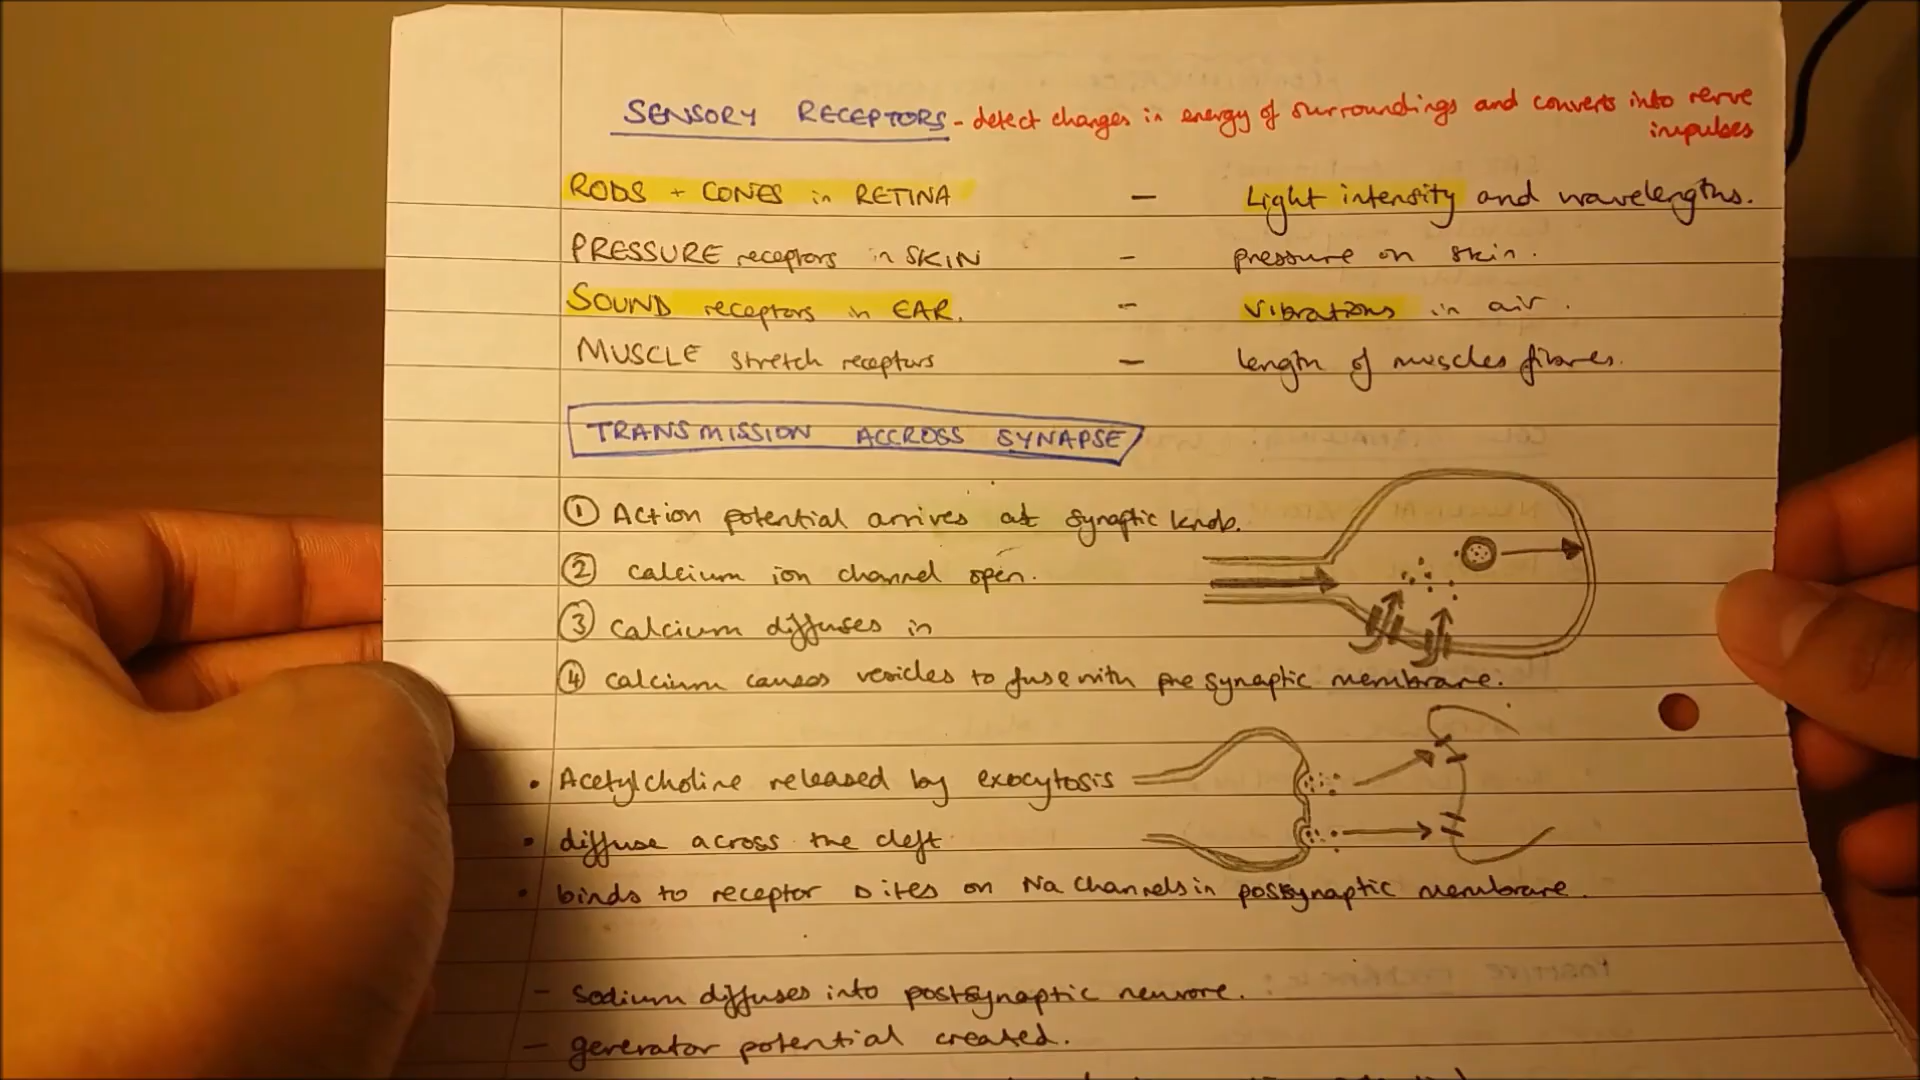 SENSORY RECEPTORS - detect changes in energy of surroundings and converts into nerve
impulses
RODS + CONES in RETINA - Light intensity and wavelengths.
PRESSURE receptors in SKIN - pressure on skin.
SOUND receptors in EAR. - vibrations in air.
MUSCLE stretch receptors - length of muscles fibres.
TRANSMISSION ACCROSS SYNAPSE
① Action potential arrives at synaptic knob.
② calcium ion channel open.
③ calcium diffuses in
④ calcium causes vesicles to fuse with pre synaptic membrane.
• Acetylcholine released by exocytosis
• diffuse across the cleft
• binds to receptor sites on Na channels in postsynaptic membrane.
- sodium diffuses into postsynaptic neurone.
- generator potential created.